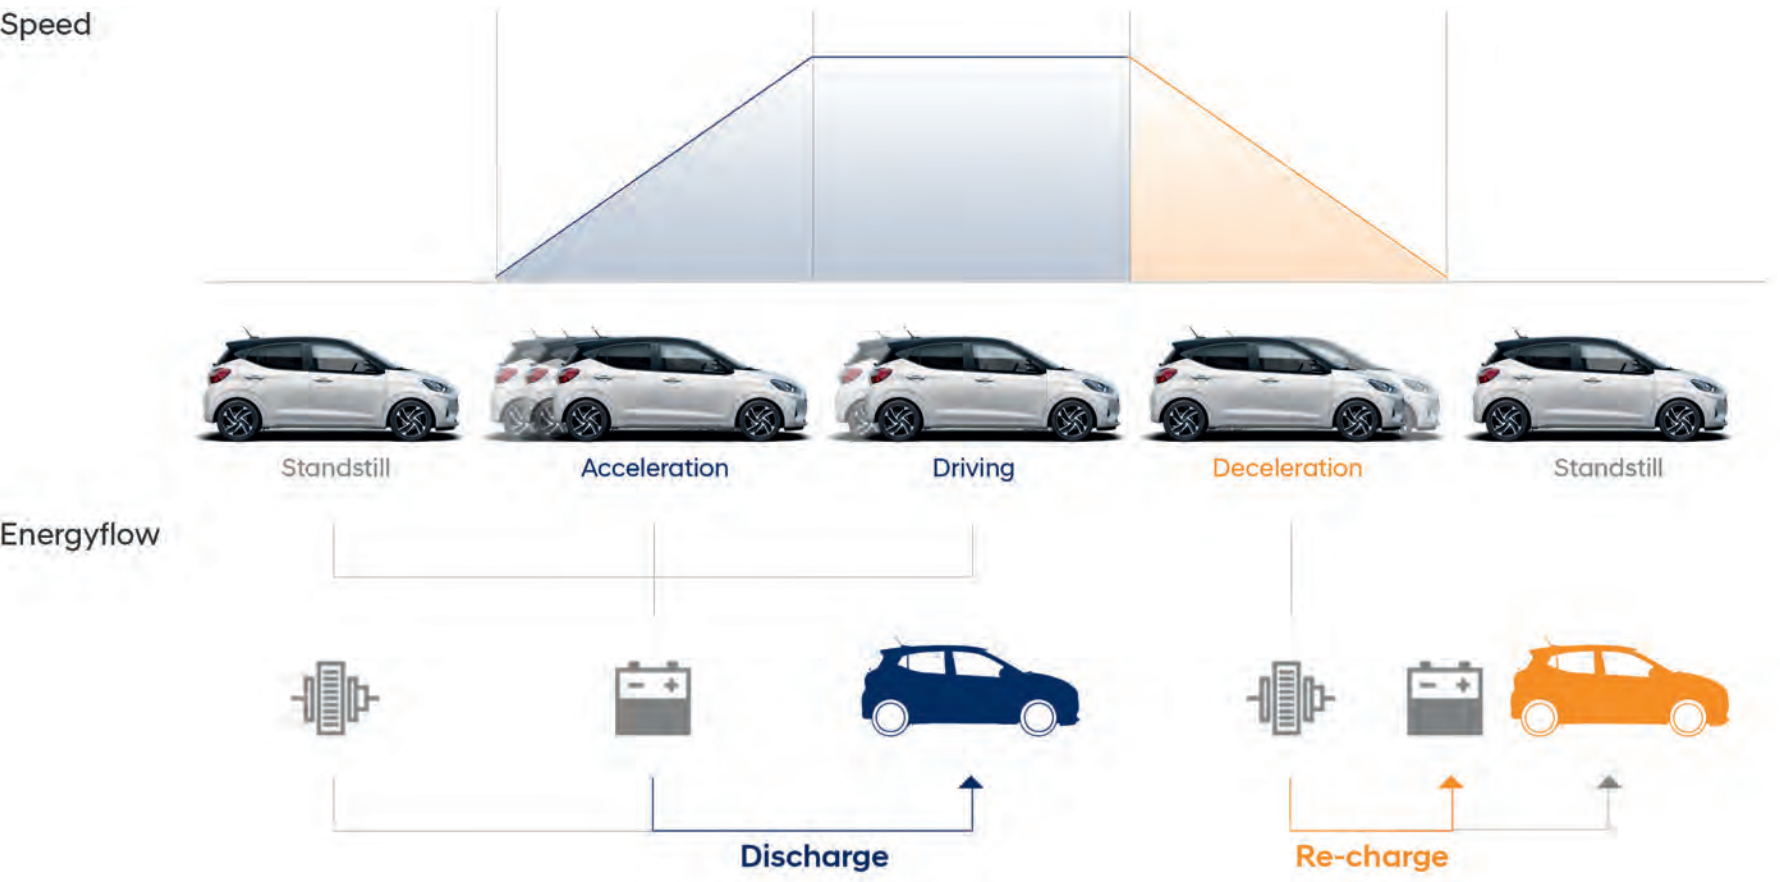 Speed
Standstill
Acceleration
Driving
Deceleration
Standstill
Energyflow
Discharge
Re-charge